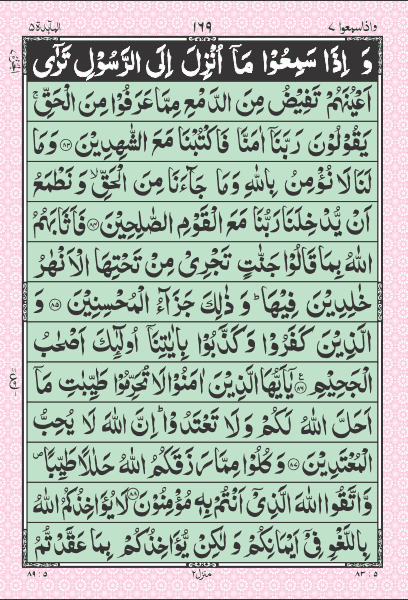 واذاسمعوا ٧ ١٦٩ المآئدة ٥
وَ اِذَا سَمِعُوْا مَاۤ اُنْزِلَ اِلَى الرَّسُوْلِ تَرٰۤى
اَعْيُنَهُمْ تَفِيْضُ مِنَ الدَّمْعِ مِمَّا عَرَفُوْا مِنَ الْحَقِّ ۚ
يَقُوْلُوْنَ رَبَّنَاۤ اٰمَنَّا فَاكْتُبْنَا مَعَ الشّٰهِدِيْنَ ﴿٨٣﴾ وَمَا
لَنَا لَا نُؤْمِنُ بِاللّٰهِ وَمَا جَآءَنَا مِنَ الْحَقِّ ۙ وَ نَطْمَعُ
اَنْ يُّدْخِلَنَا رَبُّنَا مَعَ الْقَوْمِ الصّٰلِحِيْنَ ﴿٨٤﴾ فَاَثَابَهُمُ
اللّٰهُ بِمَا قَالُوْا جَنّٰتٍ تَجْرِيْ مِنْ تَحْتِهَا الْاَنْهٰرُ
خٰلِدِيْنَ فِيْهَا ؕ وَ ذٰلِكَ جَزَآءُ الْمُحْسِنِيْنَ ﴿٨٥﴾ وَ
الَّذِيْنَ كَفَرُوْا وَ كَذَّبُوْا بِاٰيٰتِنَاۤ اُولٰٓئِكَ اَصْحٰبُ
الْجَحِيْمِ ﴿٨٦﴾ يٰۤاَيُّهَا الَّذِيْنَ اٰمَنُوْا لَا تُحَرِّمُوْا طَيِّبٰتِ مَاۤ
اَحَلَّ اللّٰهُ لَكُمْ وَ لَا تَعْتَدُوْا ؕ اِنَّ اللّٰهَ لَا يُحِبُّ
الْمُعْتَدِيْنَ ﴿٨٧﴾ وَ كُلُوْا مِمَّا رَزَقَكُمُ اللّٰهُ حَلٰلًا طَيِّبًا ۪
وَّ اتَّقُوا اللّٰهَ الَّذِيْۤ اَنْتُمْ بِهٖ مُؤْمِنُوْنَ ﴿٨٨﴾ لَا يُؤَاخِذُكُمُ اللّٰهُ
بِاللَّغْوِ فِيْۤ اَيْمَانِكُمْ وَ لٰكِنْ يُّؤَاخِذُكُمْ بِمَا عَقَّدْتُّمُ
٨٣ : ٥ منزل ٢ ٨٩ : ٥